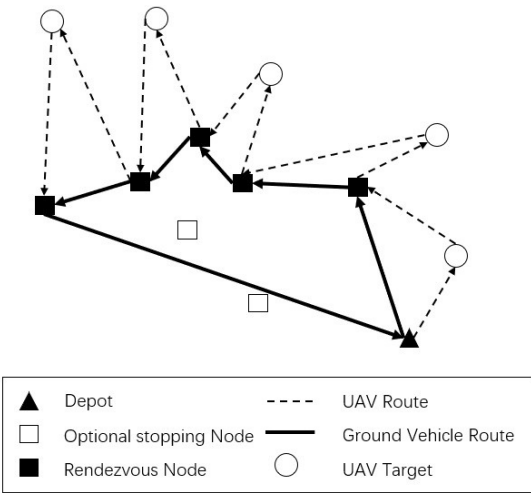 Depot
UAV Route
Optional stopping Node
Ground Vehicle Route
Rendezvous Node
UAV Target